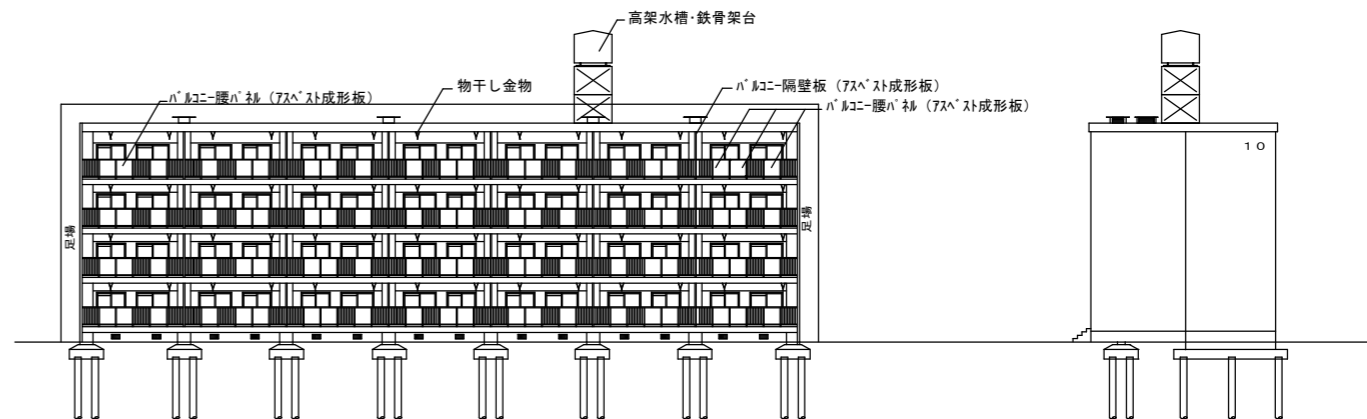 高架水槽・鉄骨架台
ﾊﾞﾙｺﾆｰ腰ﾊﾟﾈﾙ（ｱｽﾍﾞｽﾄ成形板）
物干し金物
ﾊﾞﾙｺﾆｰ隔壁板（ｱｽﾍﾞｽﾄ成形板）
ﾊﾞﾙｺﾆｰ腰ﾊﾟﾈﾙ（ｱｽﾍﾞｽﾄ成形板）
１０
足場
足場